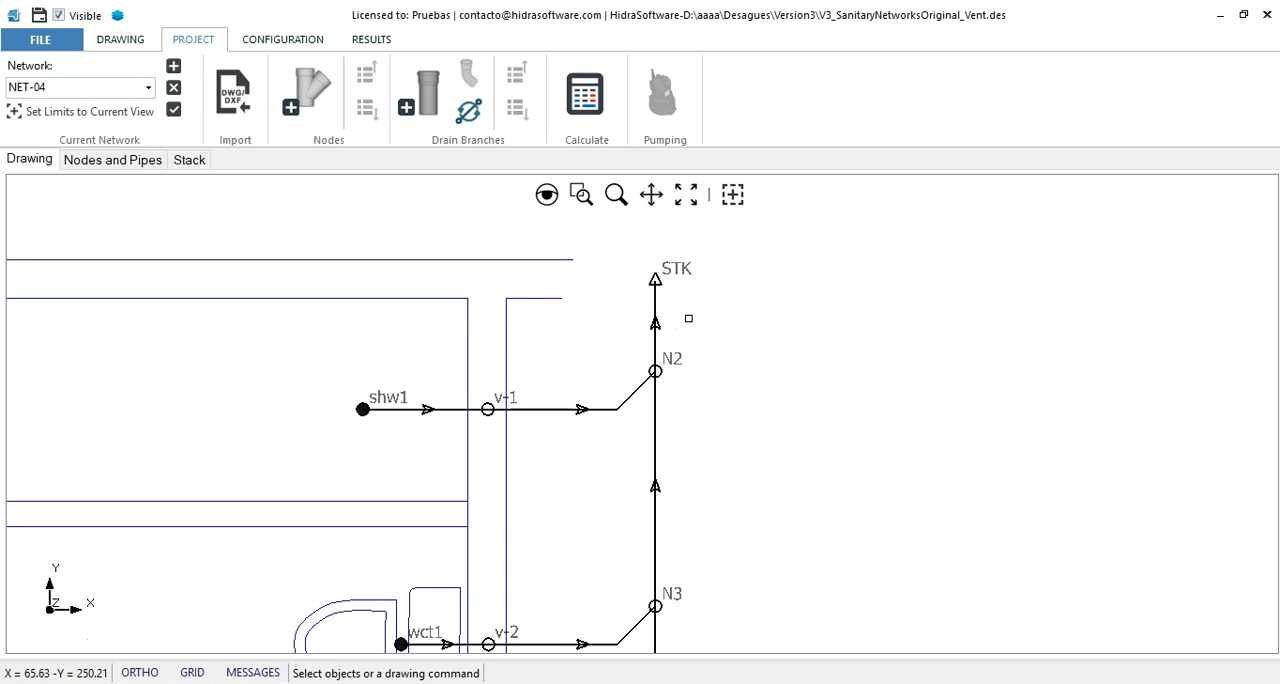 Visible
Licensed to: Pruebas | contacto@hidrasoftware.com | HidraSoftware-D:\aaaa\Desagues\Version3\V3_SanitaryNetworksOriginal_Vent.des
FILE DRAWING PROJECT CONFIGURATION RESULTS
Network:
NET-04
Set Limits to Current View
DWG/
DXF
Current Network Import Nodes Drain Branches Calculate Pumping
Drawing Nodes and Pipes Stack
STK
N2
shw1 v-1
Y
Z X
N3
wct1 v-2
X = 65.63 -Y = 250.21 ORTHO GRID MESSAGES Select objects or a drawing command